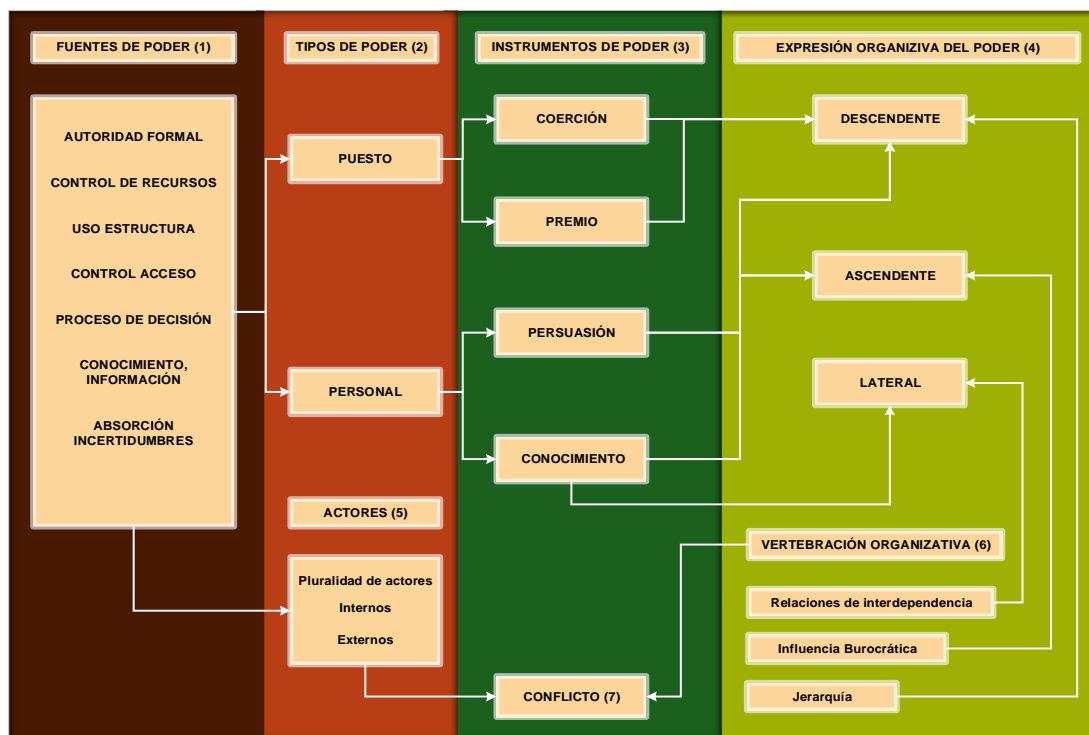 FUENTES DE PODER (1)
TIPOS DE PODER (2)
INSTRUMENTOS DE PODER (3)
EXPRESIÓN ORGANIZIVA DEL PODER (4)
AUTORIDAD FORMAL
CONTROL DE RECURSOS
USO ESTRUCTURA
CONTROL ACCESO
PROCESO DE DECISIÓN
CONOCIMIENTO,
INFORMACIÓN
ABSORCIÓN
INCERTIDUMBRES
PUESTO
PERSONAL
ACTORES (5)
Pluralidad de actores
Internos
Externos
COERCIÓN
PREMIO
PERSUASIÓN
CONOCIMIENTO
CONFLICTO (7)
DESCENDENTE
ASCENDENTE
LATERAL
VERTEBRACIÓN ORGANIZATIVA (6)
Relaciones de interdependencia
Influencia Burocrática
Jerarquía